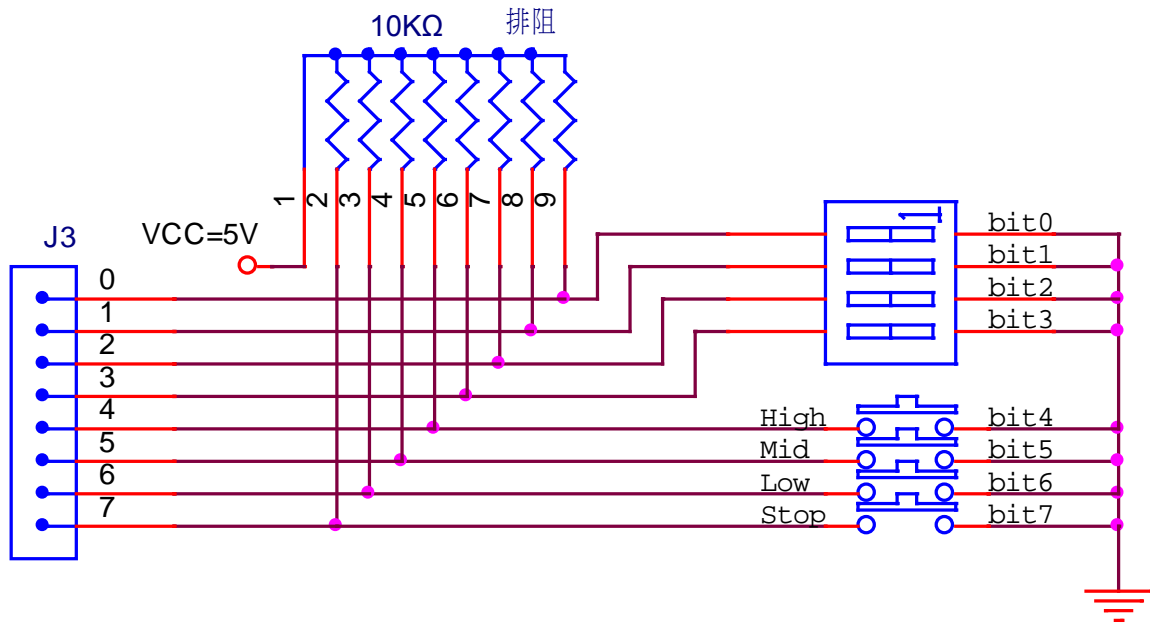 10KΩ 排阻
1 2 3 4 5 6 7 8 9
VCC=5V
J3
0
1
2
3
4
5
6
7
1
bit0
bit1
bit2
bit3
High bit4
Mid bit5
Low bit6
Stop bit7